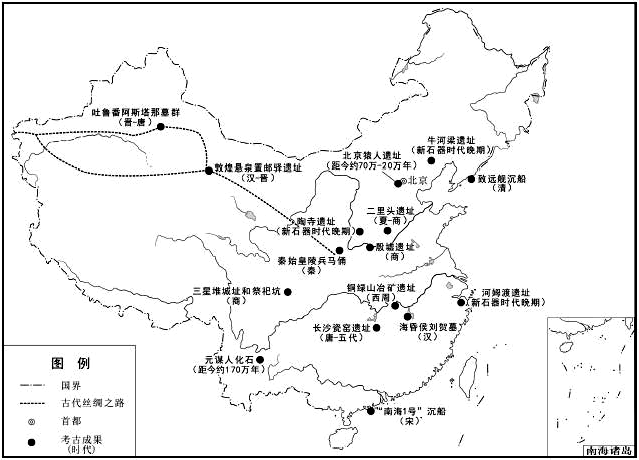 吐鲁番阿斯塔那墓群
(晋-唐)
敦煌悬泉置邮驿遗址
(汉-晋)
牛河梁遗址
(新石器时代晚期)
北京猿人遗址
(距今约70万-20万年)
北京
致远舰沉船
(清)
陶寺遗址
(新石器时代晚期)
二里头遗址
(夏-商)
殷墟遗址
(商)
秦始皇陵兵马俑
(秦)
三星堆城址和祭祀坑
(商)
铜绿山冶矿遗址
(西周)
河姆渡遗址
(新石器时代晚期)
长沙瓷窑遗址
(唐-五代)
海昏侯刘贺墓
(汉)
元谋人化石
(距今约170万年)
“南海1号”沉船
(宋)
图 例
国界
古代丝绸之路
首都
考古成果
(时代)
南海诸岛